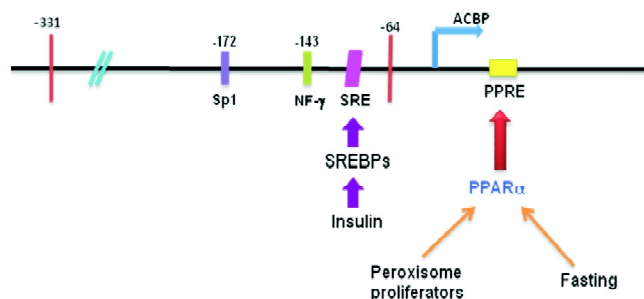 -331
-172
-143
-64
ACBP
Sp1
NF-γ
SRE
PPRE
SREBPs
PPARα
Insulin
Peroxisome
proliferators
Fasting